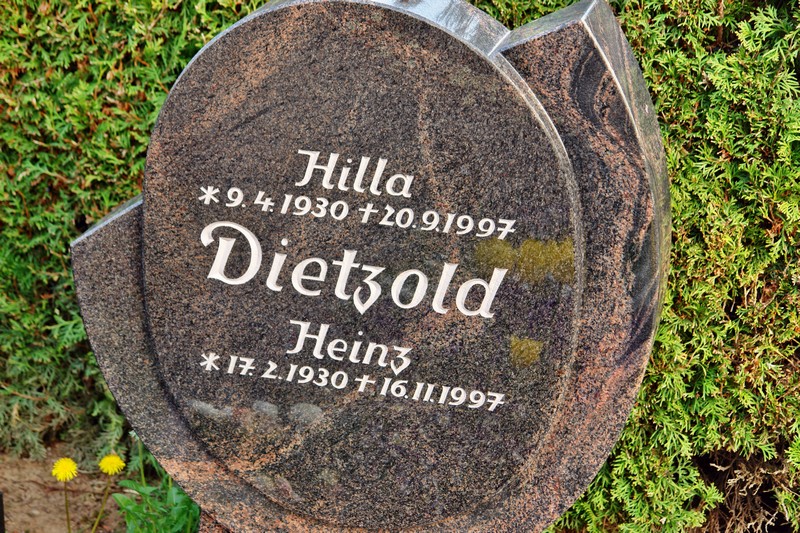 Hilla
* 9.4.1930 + 20.9.1997
Dietzold
Heinz
* 17.2.1930 + 16.11.1997